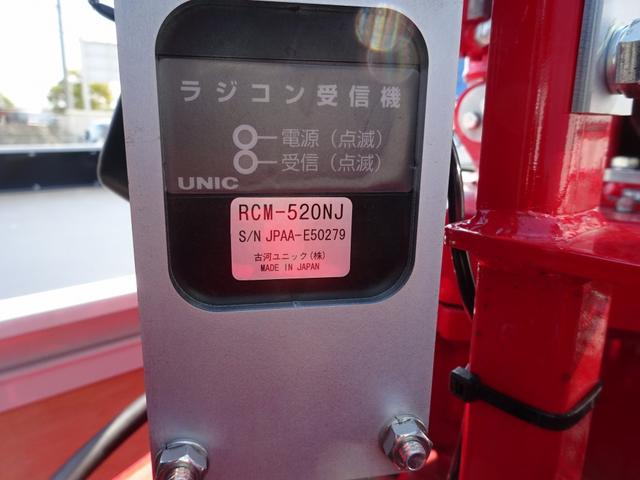 ラジコン受信機
電源（点滅）
受信（点滅）
UNIC
RCM-520NJ
S/N JPAA-E50279
古河ユニック(株)
MADE IN JAPAN